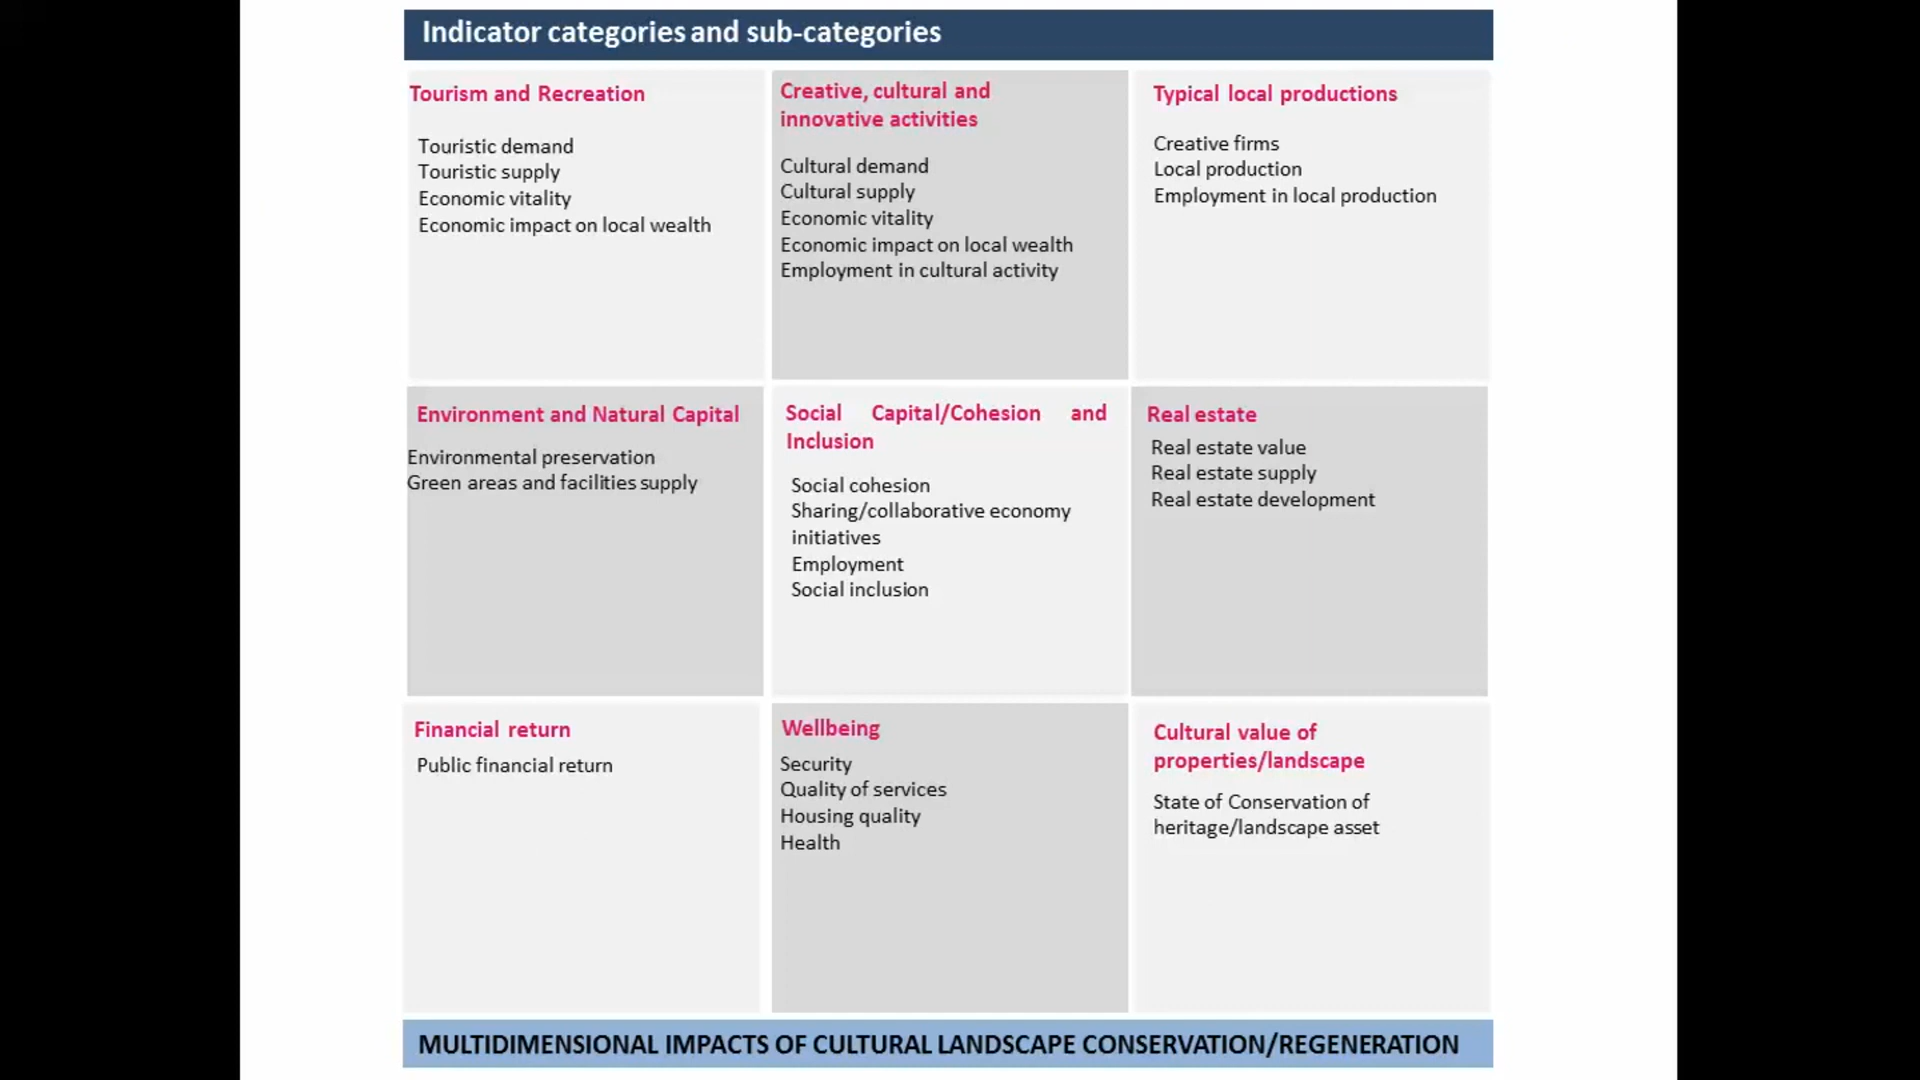 Indicator categories and sub-categories
Tourism and Recreation
Touristic demand
Touristic supply
Economic vitality
Economic impact on local wealth
Creative, cultural and
innovative activities
Cultural demand
Cultural supply
Economic vitality
Economic impact on local wealth
Employment in cultural activity
Typical local productions
Creative firms
Local production
Employment in local production
Environment and Natural Capital
Environmental preservation
Green areas and facilities supply
Social Capital/Cohesion and
Inclusion
Social cohesion
Sharing/collaborative economy
initiatives
Employment
Social inclusion
Real estate
Real estate value
Real estate supply
Real estate development
Financial return
Public financial return
Wellbeing
Security
Quality of services
Housing quality
Health
Cultural value of
properties/landscape
State of Conservation of
heritage/landscape asset
MULTIDIMENSIONAL IMPACTS OF CULTURAL LANDSCAPE CONSERVATION/REGENERATION